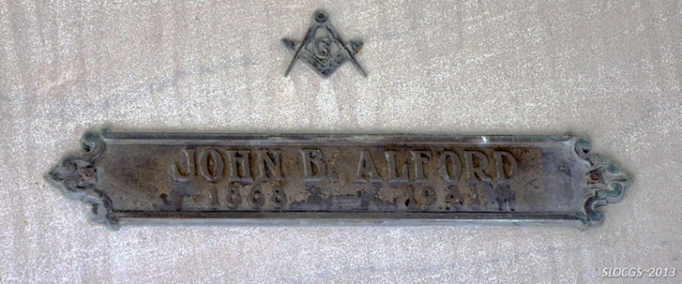 G
JOHN B. ALFORD
1868
SLOCGS~2013